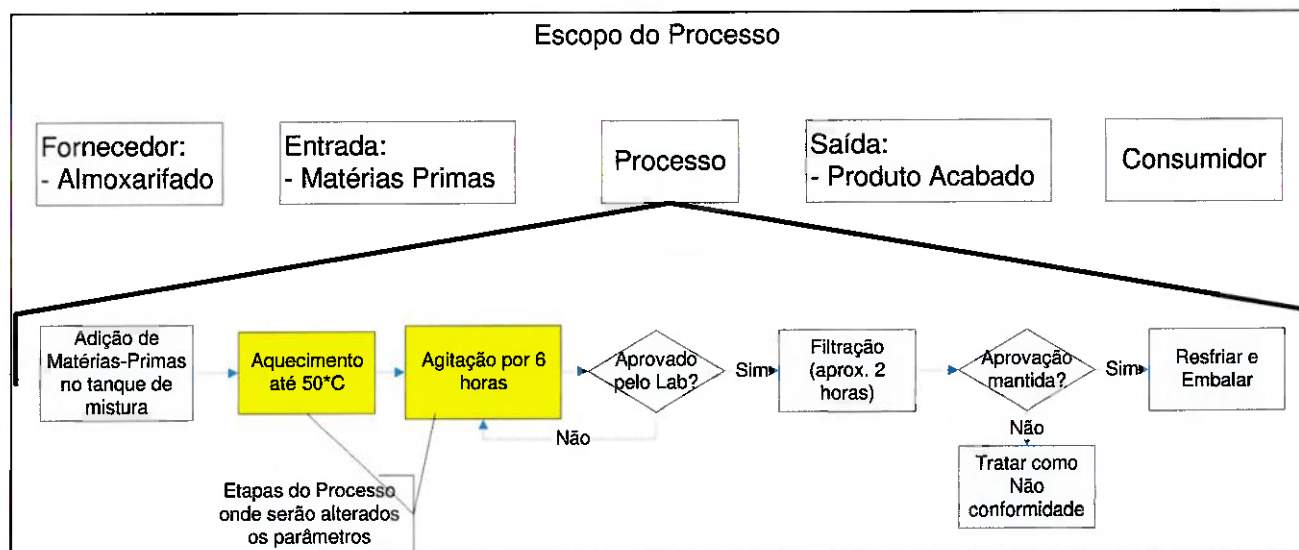 Escopo do Processo
Fornecedor:
- Almoxarifado
Entrada:
- Matérias Primas
Processo
Saída:
- Produto Acabado
Consumidor
Adição de
Matérias-Primas
no tanque de
mistura
Aquecimento
até 50*C
Agitação por 6
horas
Aprovado
pelo Lab?
Sim
Não
Filtração
(aprox. 2
horas)
Aprovação
mantida?
Sim
Não
Resfriar e
Embalar
Tratar como
Não
conformidade
Etapas do Processo
onde serão alterados
os parâmetros